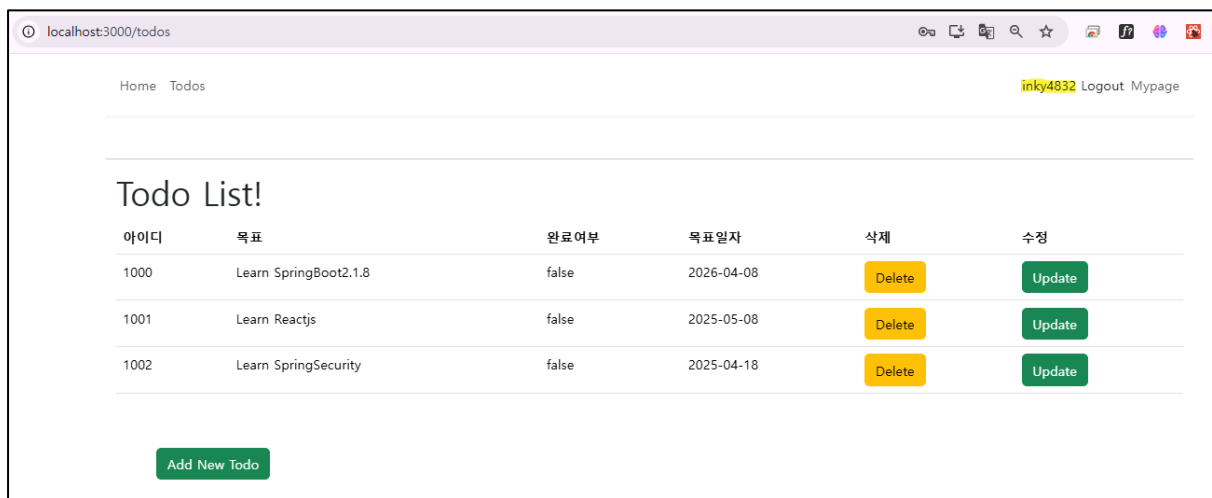 localhost:3000/todos
Home Todos inky4832 Logout Mypage
Todo List!
아이디 목표 완료여부 목표일자 삭제 수정
1000 Learn SpringBoot2.1.8 false 2026-04-08 Delete Update
1001 Learn Reactjs false 2025-05-08 Delete Update
1002 Learn SpringSecurity false 2025-04-18 Delete Update
Add New Todo